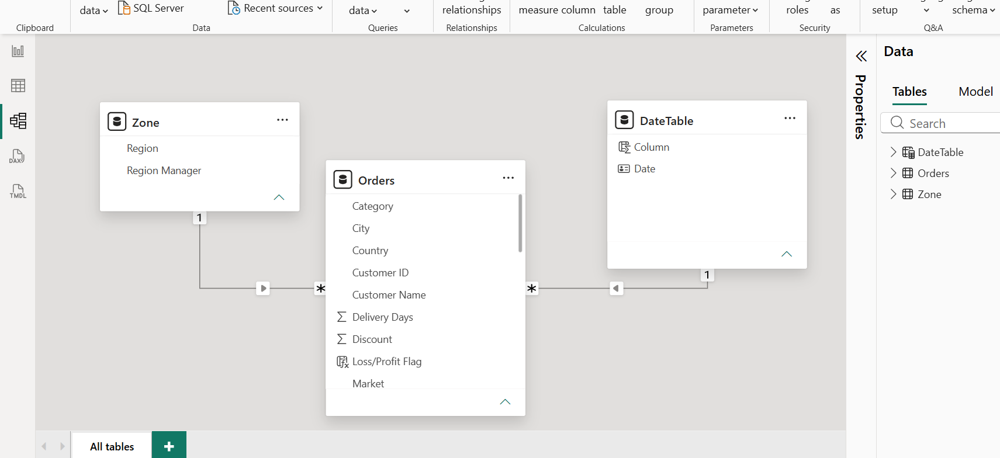 data
SQL Server
Recent sources
data
relationships
measure column table
group
parameter
roles
as
setup
schema
Clipboard
Data
Queries
Relationships
Calculations
Parameters
Security
Q&A
DAX
TMDL
Zone
Region
Region Manager
1
Orders
Category
City
Country
Customer ID
Customer Name
Delivery Days
Discount
Loss/Profit Flag
Market
DateTable
Column
Date
1
Properties
Data
Tables
Model
Search
DateTable
Orders
Zone
All tables